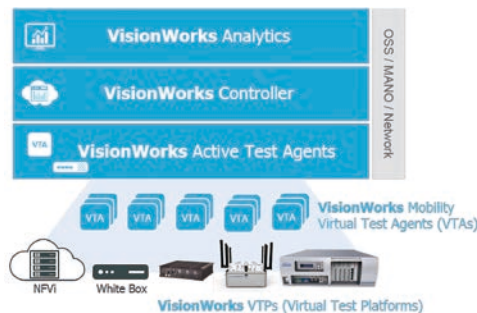 VisionWorks Analytics
VisionWorks Controller
VTA
VisionWorks Active Test Agents
OSS / MANO / Network
VTA VTA VTA VTA VTA
VisionWorks Mobility
Virtual Test Agents (VTAs)
NFVi
White Box
VisionWorks VTPs (Virtual Test Platforms)